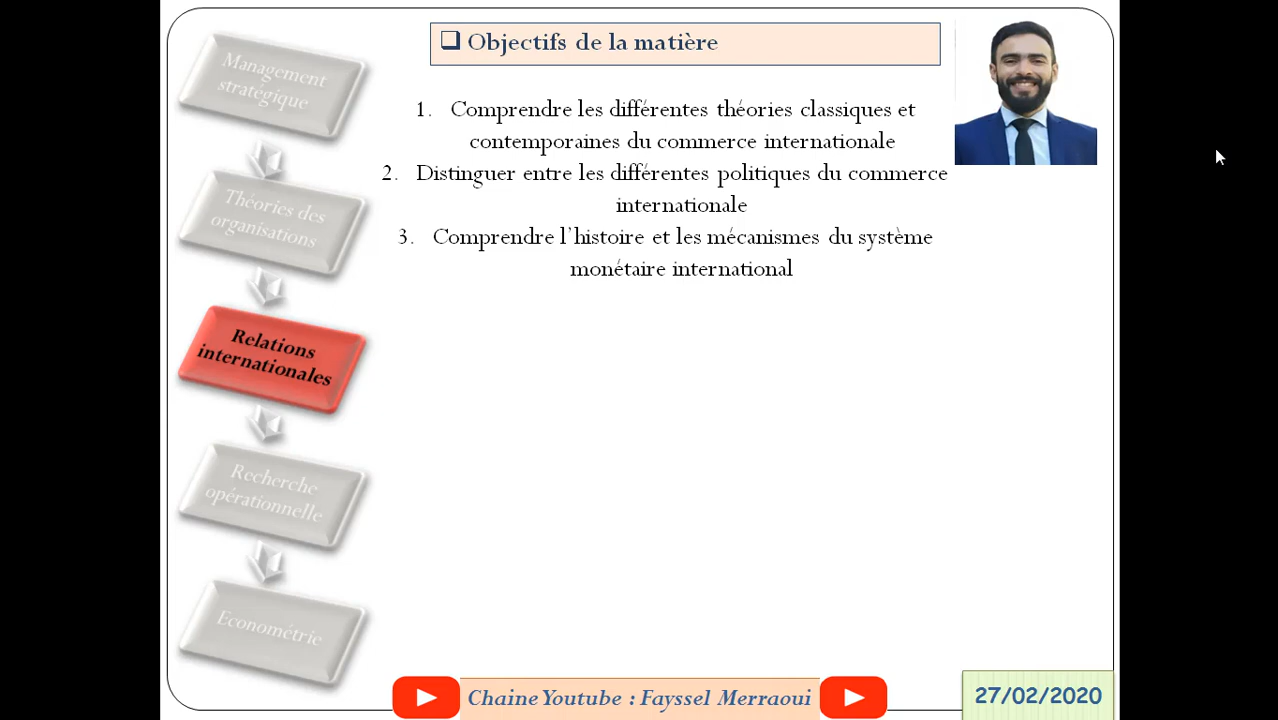 Objectifs de la matière
Management
stratégique
Théories des
organisations
Relations
internationales
Recherche
opérationnelle
Econométrie
1. Comprendre les différentes théories classiques et
contemporaines du commerce internationale
2. Distinguer entre les différentes politiques du commerce
internationale
3. Comprendre l'histoire et les mécanismes du système
monétaire international
Chaine Youtube : Fayssel Merraoui
27/02/2020